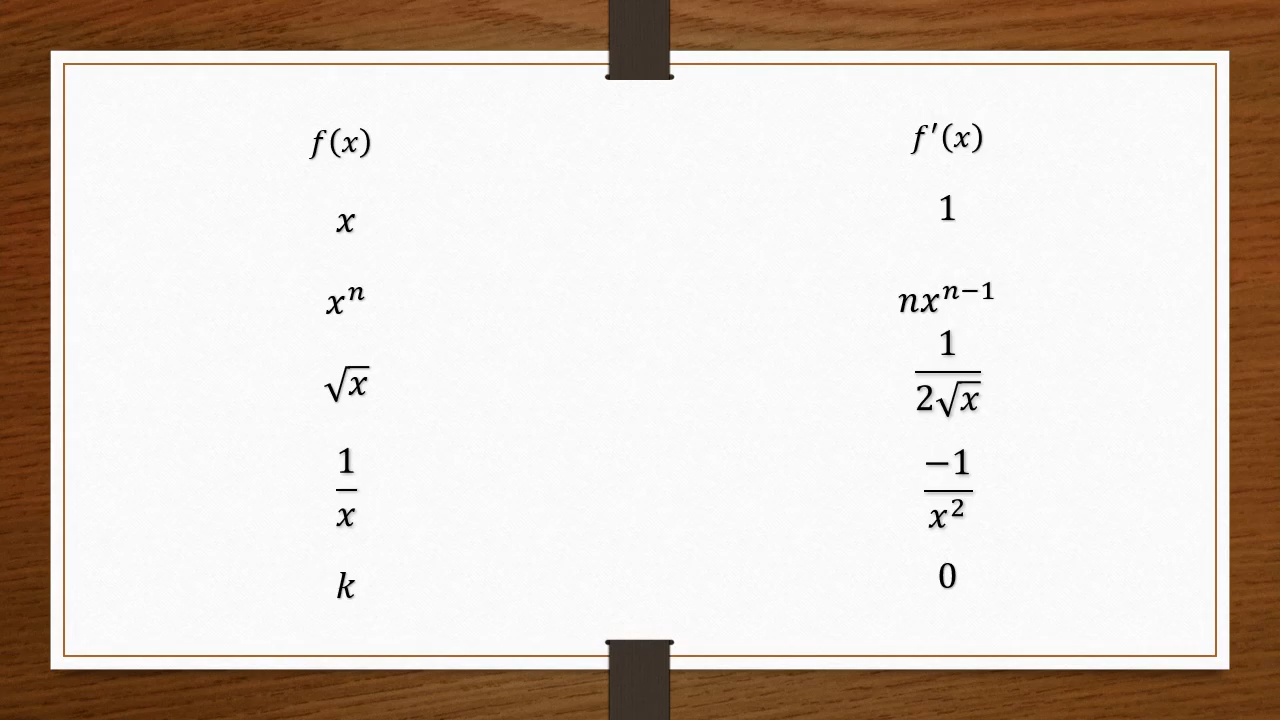 f(x) f′(x)
x 1
xⁿ nxⁿ⁻¹
√x 1/(2√x)
1/x −1/x²
k 0